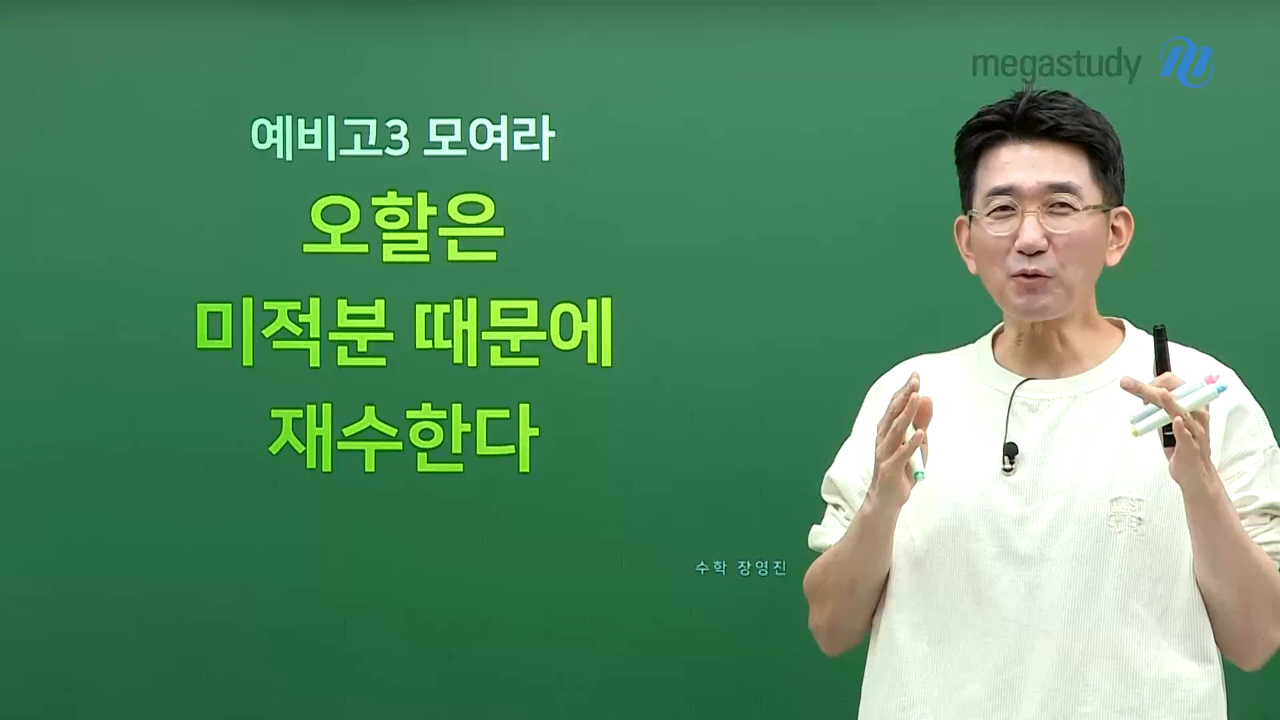 megastudy
예비고3 모여라
오할은
미적분 때문에
재수한다
수학 장영진